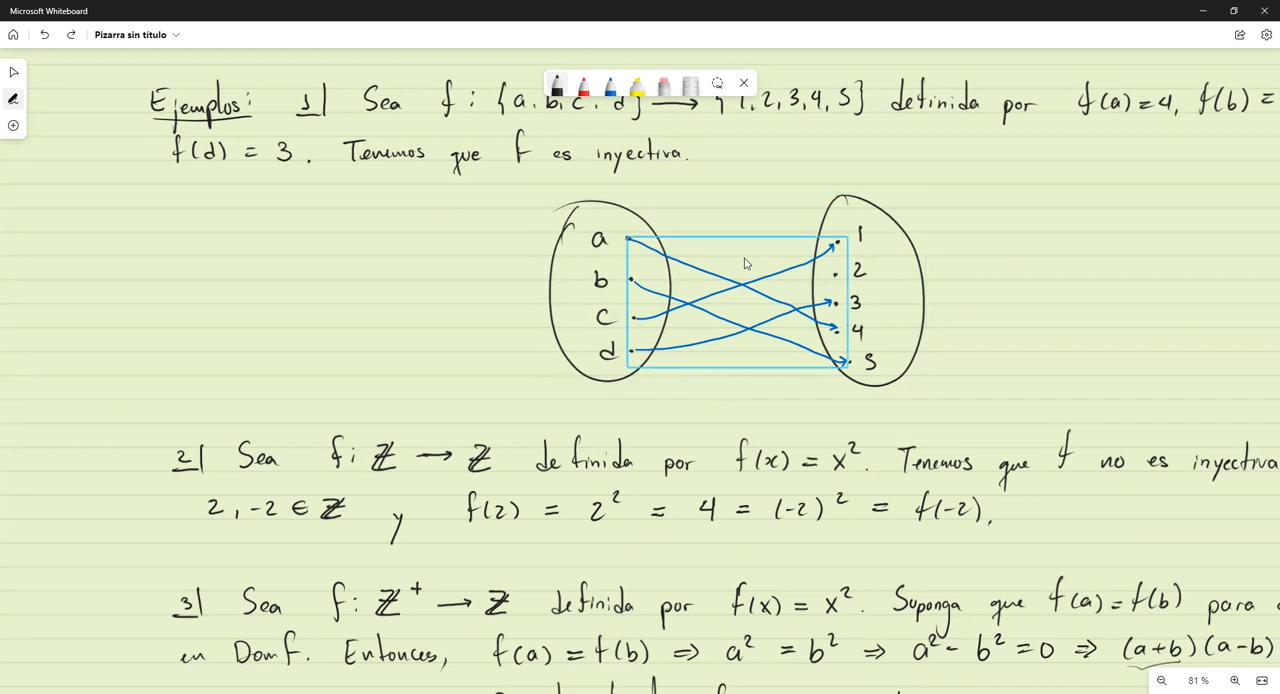 Microsoft Whiteboard
Pizarra sin título
Ejemplos: 1| Sea f : {a, b, c, d} → {1, 2, 3, 4, 5} definida por f(a) = 4, f(b) =
f(d) = 3. Tenemos que f es inyectiva.
a 1
b 2
c 3
d 4
5
2| Sea f: ℤ → ℤ definida por f(x) = x². Tenemos que f no es inyectiva
2, -2 ∈ ℤ y f(2) = 2² = 4 = (-2)² = f(-2).
3| Sea f: ℤ⁺ → ℤ definida por f(x) = x². Suponga que f(a) = f(b) para
en Dom f. Entonces, f(a) = f(b) ⇒ a² = b² ⇒ a² - b² = 0 ⇒ (a+b)(a-b)
81 %